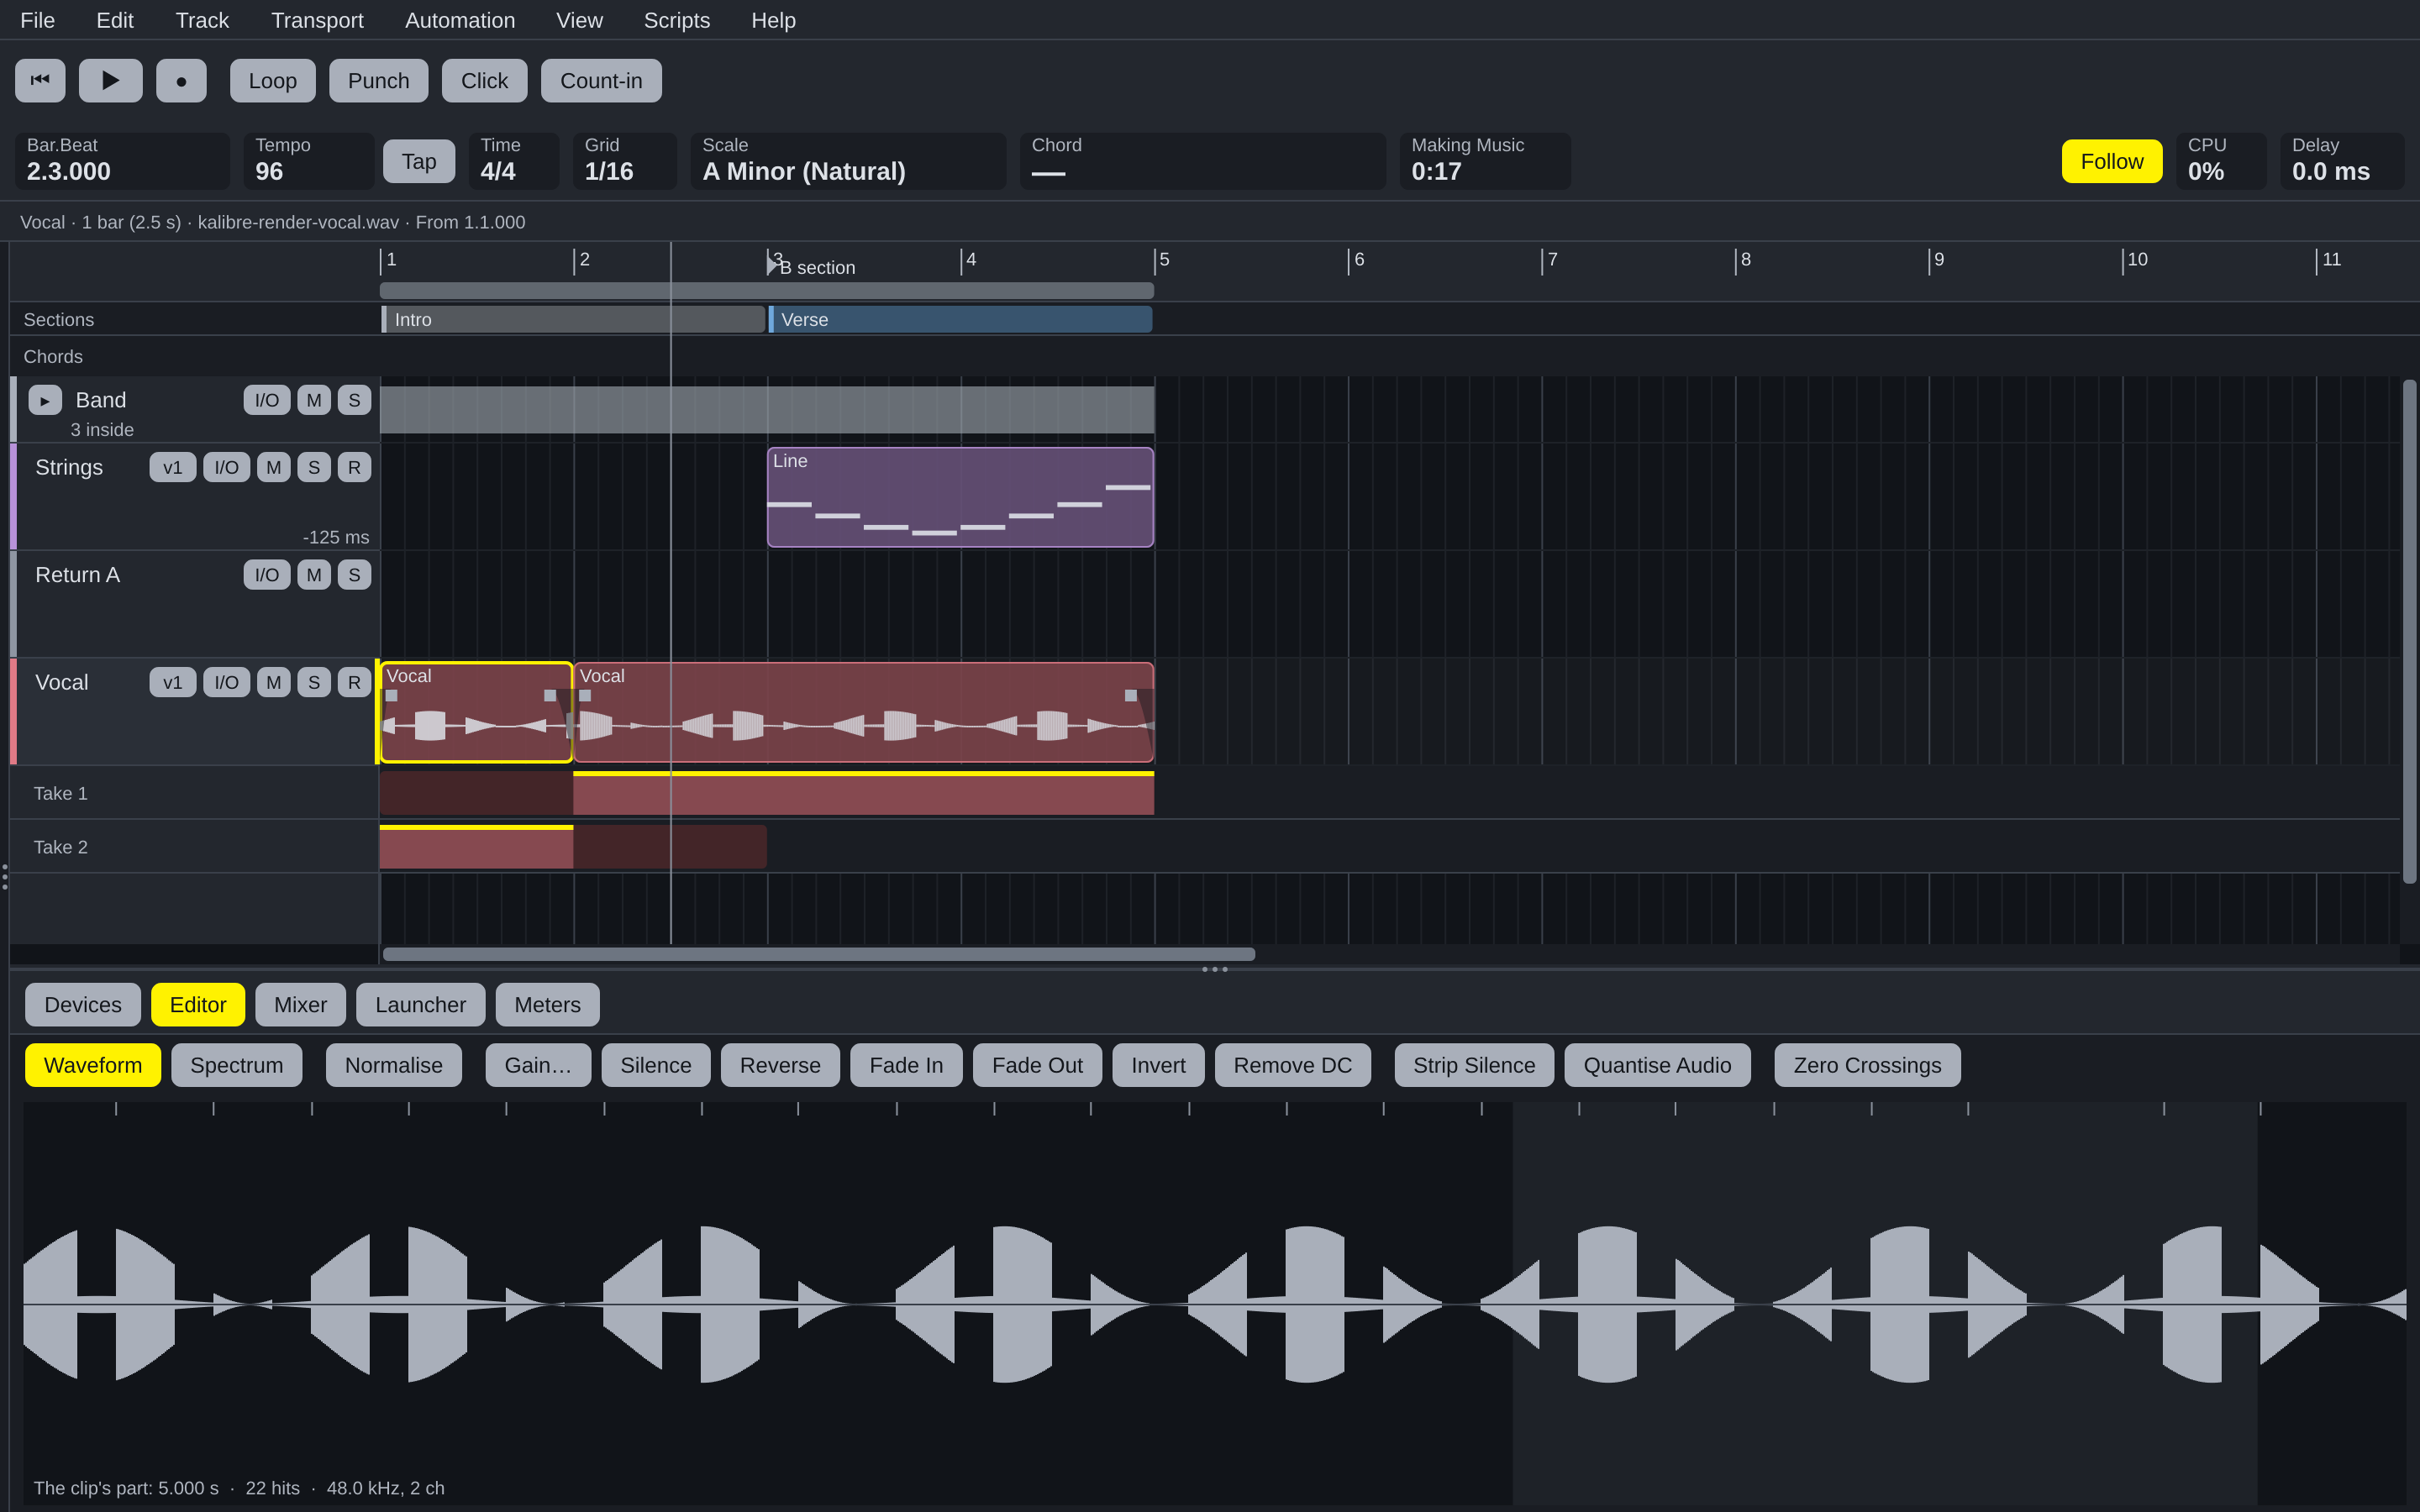 File Edit Track Transport Automation View Scripts Help
Loop Punch Click Count-in
Bar.Beat Tempo Time Grid Scale Chord Making Music CPU Delay
2.3.000 96 Tap 4/4 1/16 A Minor (Natural) — 0:17 Follow 0% 0.0 ms
Vocal · 1 bar (2.5 s) · kalibre-render-vocal.wav · From 1.1.000
1 2 3 4 5 6 7 8 9 10 11
B section
Sections Intro Verse
Chords
Band I/O M S
3 inside
Strings v1 I/O M S R Line
-125 ms
Return A I/O M S
Vocal v1 I/O M S R Vocal Vocal
Take 1
Take 2
Devices Editor Mixer Launcher Meters
Waveform Spectrum Normalise Gain… Silence Reverse Fade In Fade Out Invert Remove DC Strip Silence Quantise Audio Zero Crossings
The clip's part: 5.000 s · 22 hits · 48.0 kHz, 2 ch